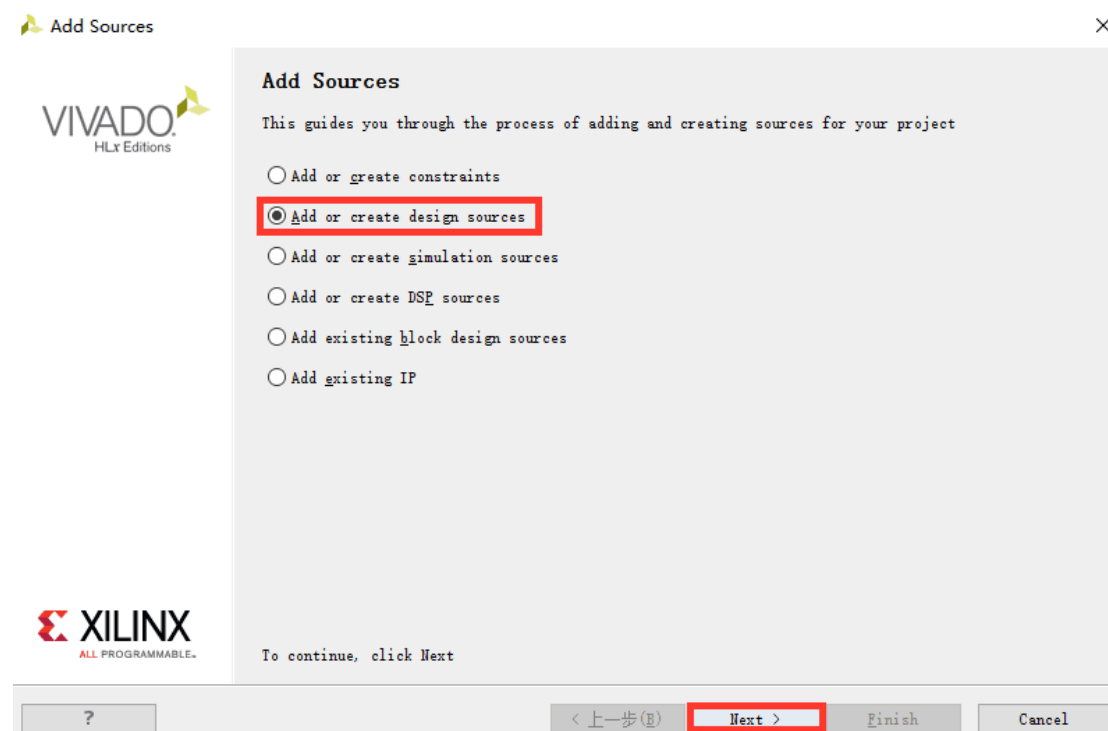 Add Sources
VIVADO.
HLx Editions
Add Sources
This guides you through the process of adding and creating sources for your project
Add or create constraints
Add or create design sources
Add or create simulation sources
Add or create DSP sources
Add existing block design sources
Add existing IP
XILINX
ALL PROGRAMMABLE™
To continue, click Next
?
< 上一步(B)
Next >
Finish
Cancel